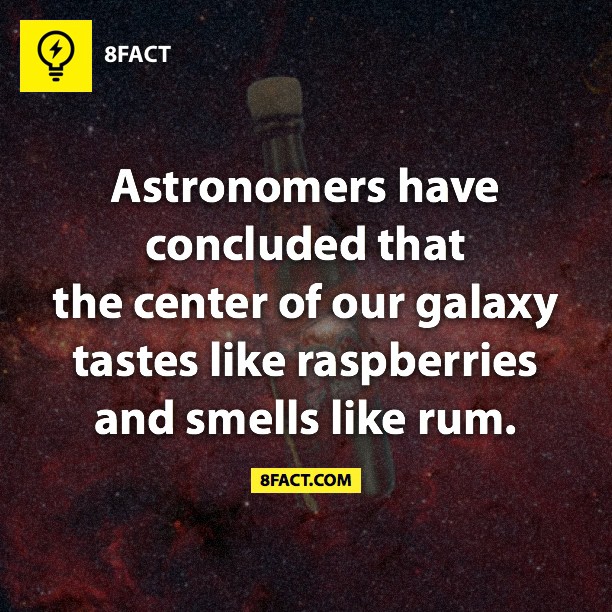 8FACT
Astronomers have
concluded that
the center of our galaxy
tastes like raspberries
and smells like rum.
8FACT.COM